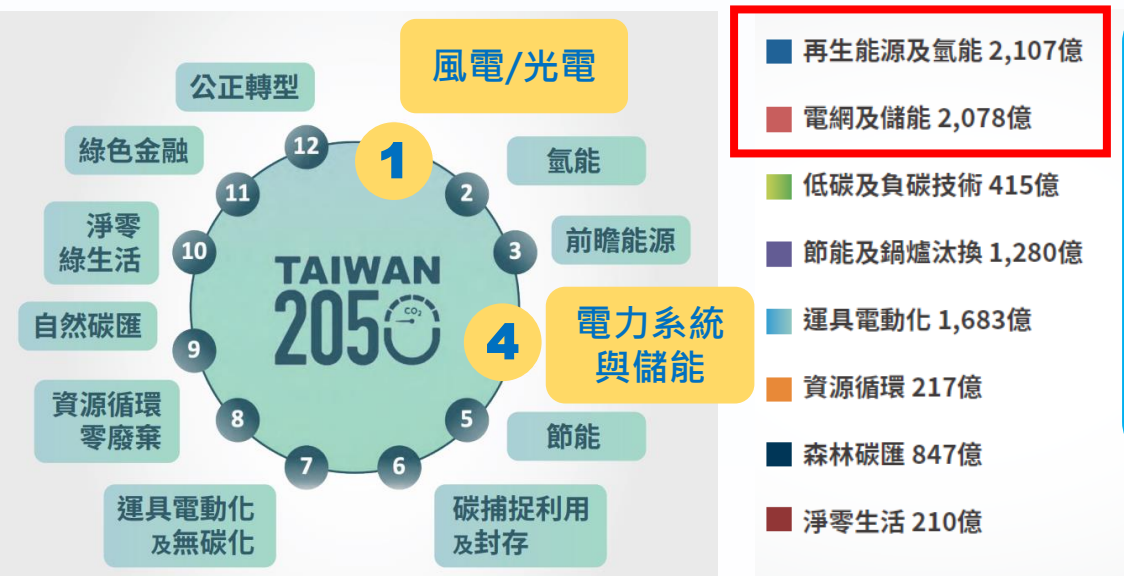 風電/光電
1
氫能
2
前瞻能源
3
電力系統
與儲能
4
節能
5
碳捕捉利用
及封存
6
運具電動化
及無碳化
7
資源循環
零廢棄
8
自然碳匯
9
淨零
綠生活
10
綠色金融
11
公正轉型
12
TAIWAN
2050
CO₂
再生能源及氫能 2,107億
電網及儲能 2,078億
低碳及負碳技術 415億
節能及鍋爐汰換 1,280億
運具電動化 1,683億
資源循環 217億
森林碳匯 847億
淨零生活 210億